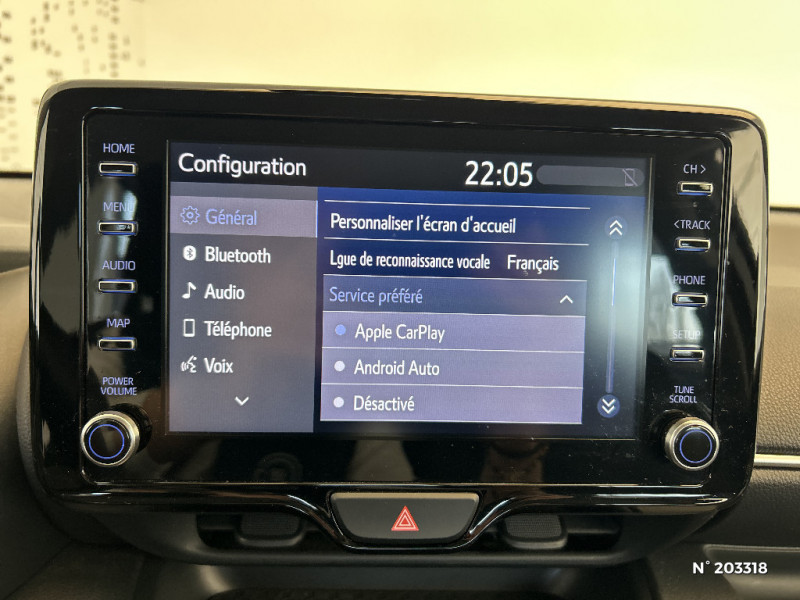 HOME
MENU
AUDIO
MAP
POWER
VOLUME
Configuration
22:05
Général
Bluetooth
Audio
Téléphone
Voix
Personnaliser l'écran d'accueil
Lgue de reconnaissance vocale Français
Service préféré
Apple CarPlay
Android Auto
Désactivé
CH >
< TRACK
PHONE
SETUP
TUNE
SCROLL
N° 203318